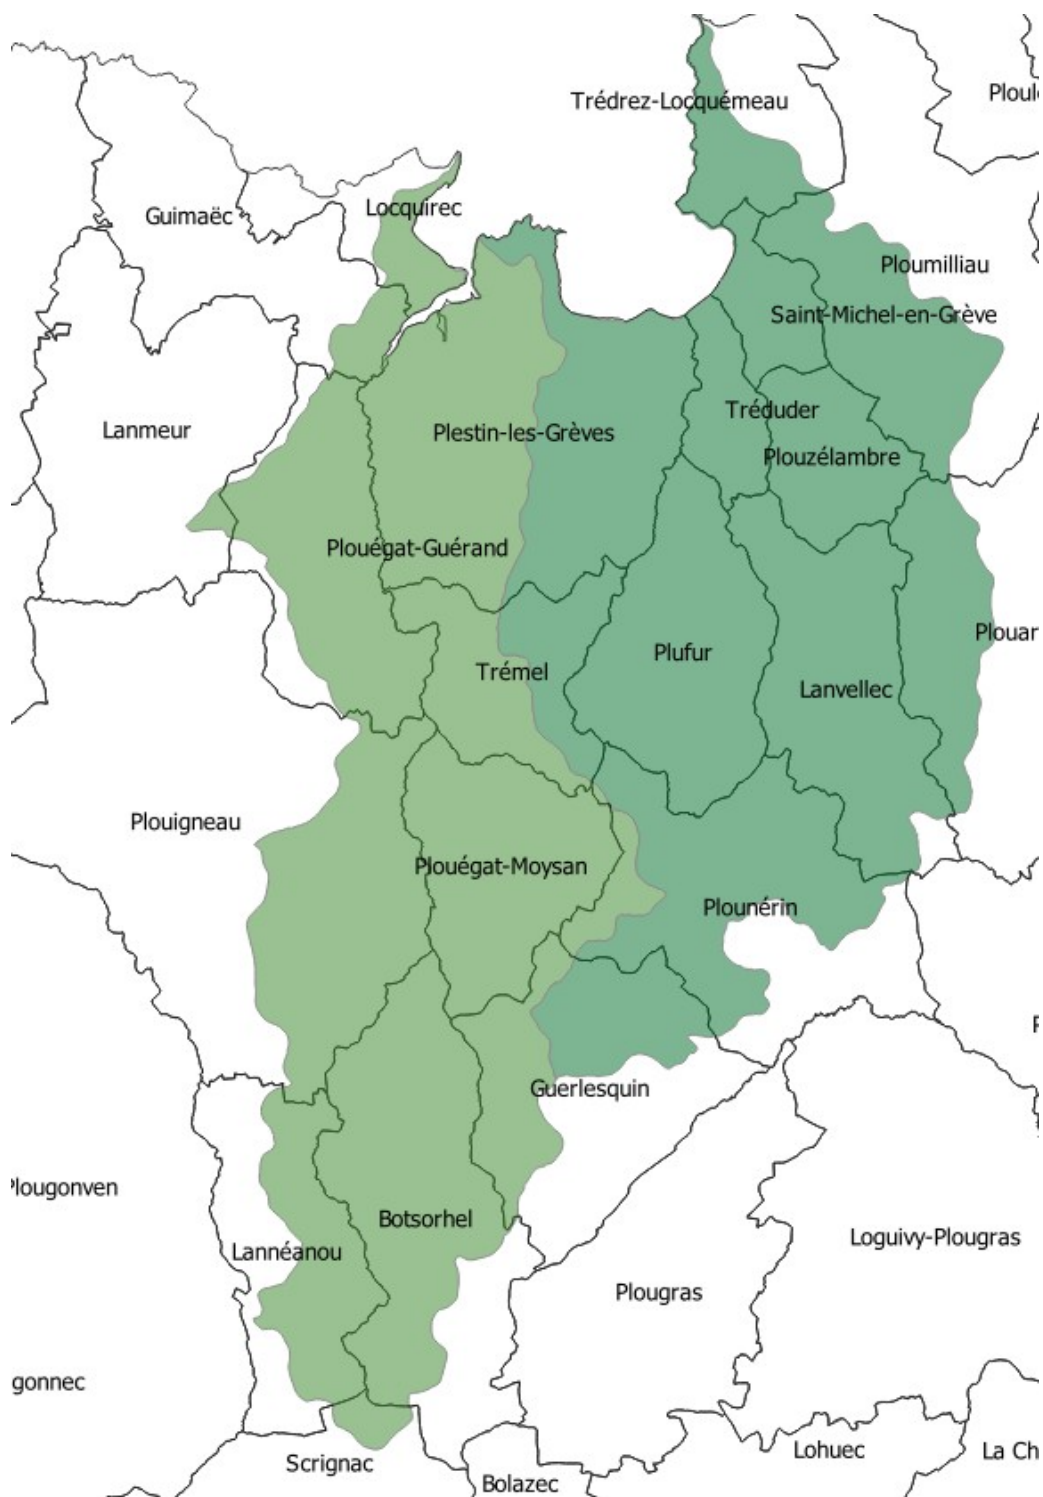 Ploul
Trédrez-Locquémeau
Locquirec
Guimaëc
Ploumilliau
Saint-Michel-en-Grève
Tréduder
Lanmeur
Plestin-les-Grèves
Plouzélambre
Plouégat-Guérand
Plouar
Plufur
Trémel
Lanvellec
Plouigneau
Plouégat-Moysan
Plounérin
Guerlesquin
lougonven
Botsorhel
Loguivy-Plougras
Lannéanou
Plougras
gonnec
Lohuec
La Ch
Scrignac
Bolazec